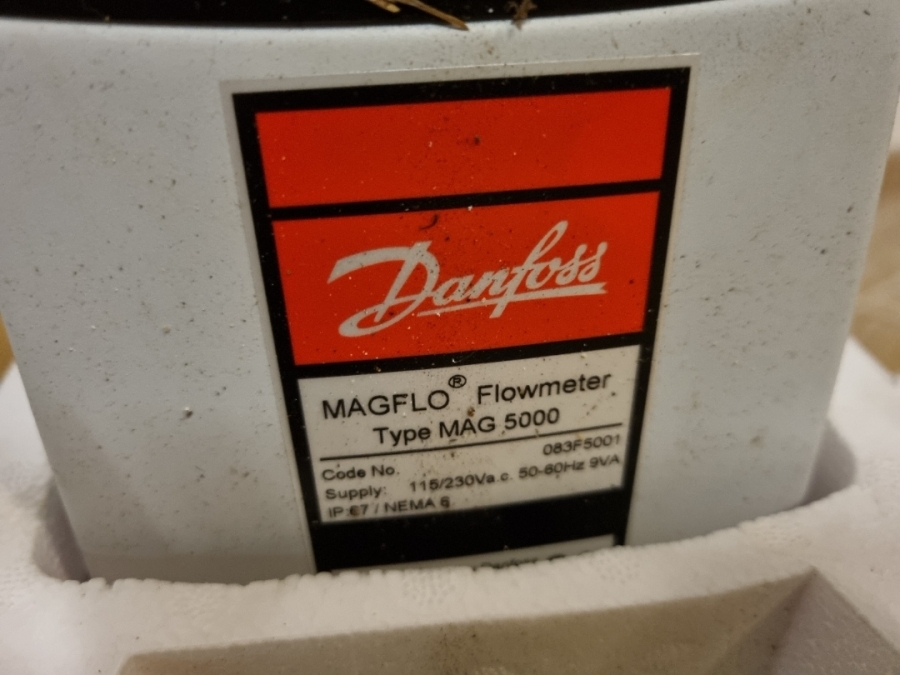 Danfoss
MAGFLO® Flowmeter
Type MAG 5000
Code No. 083F5001
Supply: 115/230Va.c. 50-60Hz 9VA
IP 67 / NEMA 6